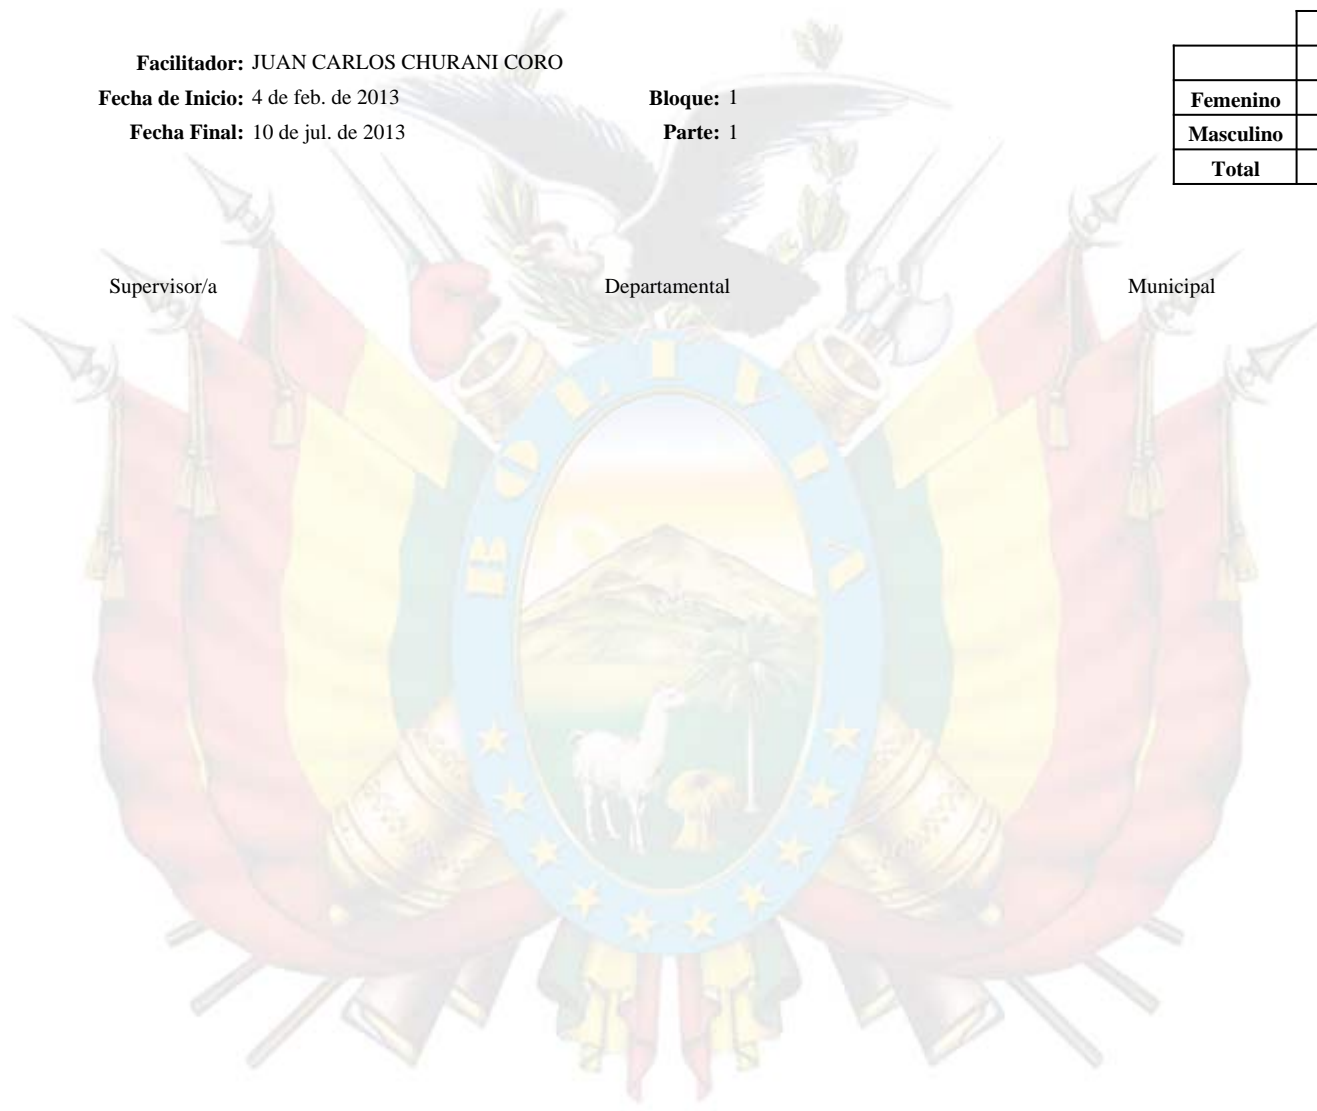 Facilitador: JUAN CARLOS CHURANI CORO
Fecha de Inicio: 4 de feb. de 2013 Bloque: 1
Fecha Final: 10 de jul. de 2013 Parte: 1
Femenino
Masculino
Total
Supervisor/a Departamental Municipal
BOLIVIA